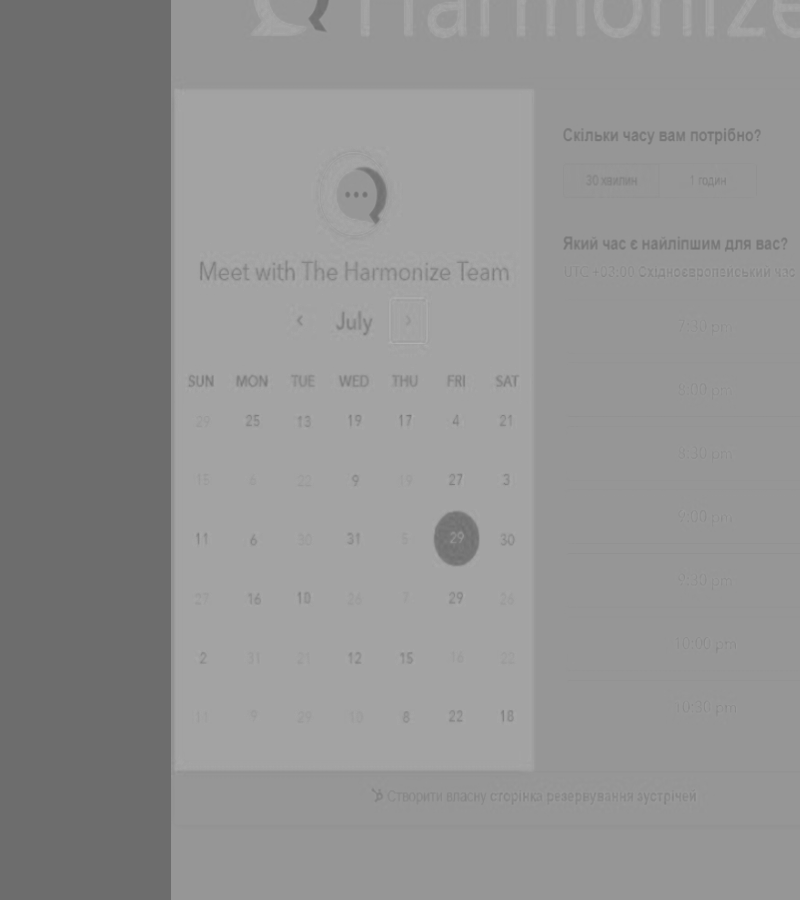 Harmonize
Meet with The Harmonize Team
July
SUN MON TUE WED THU FRI SAT
29 25 13 19 17 4 21
15 6 22 9 19 27 3
11 6 30 31 5 29 30
27 16 10 26 7 29 26
2 31 21 12 15 16 22
11 9 29 10 8 22 18
Скільки часу вам потрібно?
30 хвилин 1 годин
Який час є найліпшим для вас?
UTC +02:00 Східноєвропейський час
7:30 pm
8:00 pm
8:30 pm
9:00 pm
9:30 pm
10:00 pm
10:30 pm
Створити власну сторінка резервування зустрічей